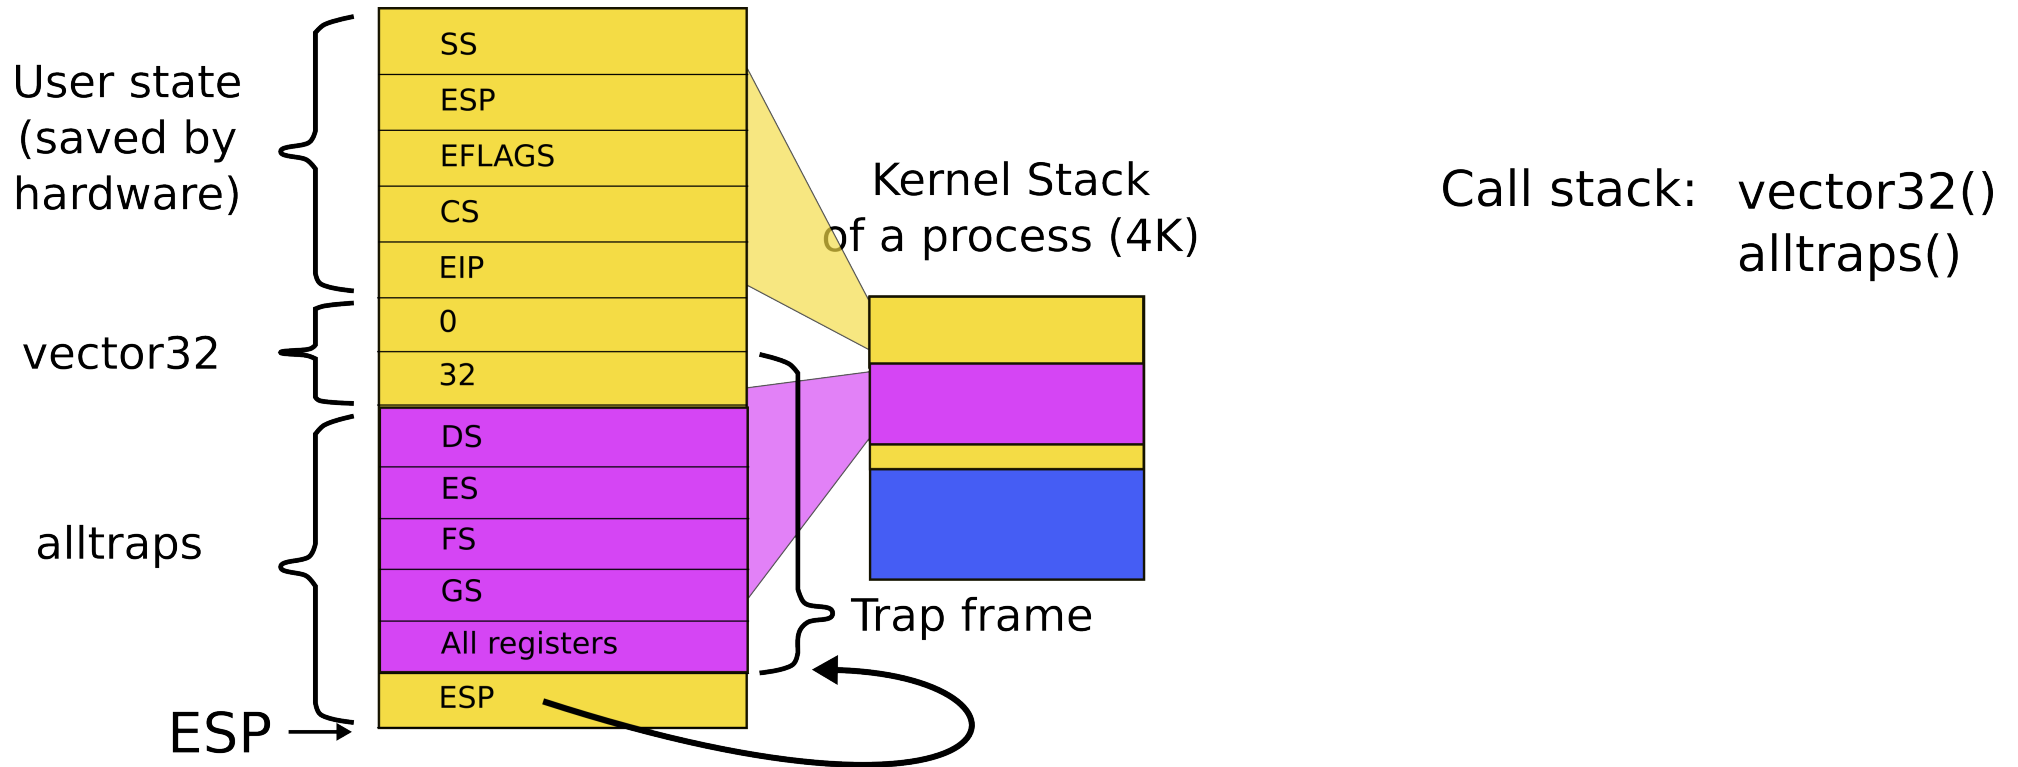 User state
(saved by
hardware)
vector32
alltraps
ESP
SS
ESP
EFLAGS
CS
EIP
0
32
DS
ES
FS
GS
All registers
ESP
Kernel Stack
of a process (4K)
Trap frame
Call stack: vector32()
alltraps()